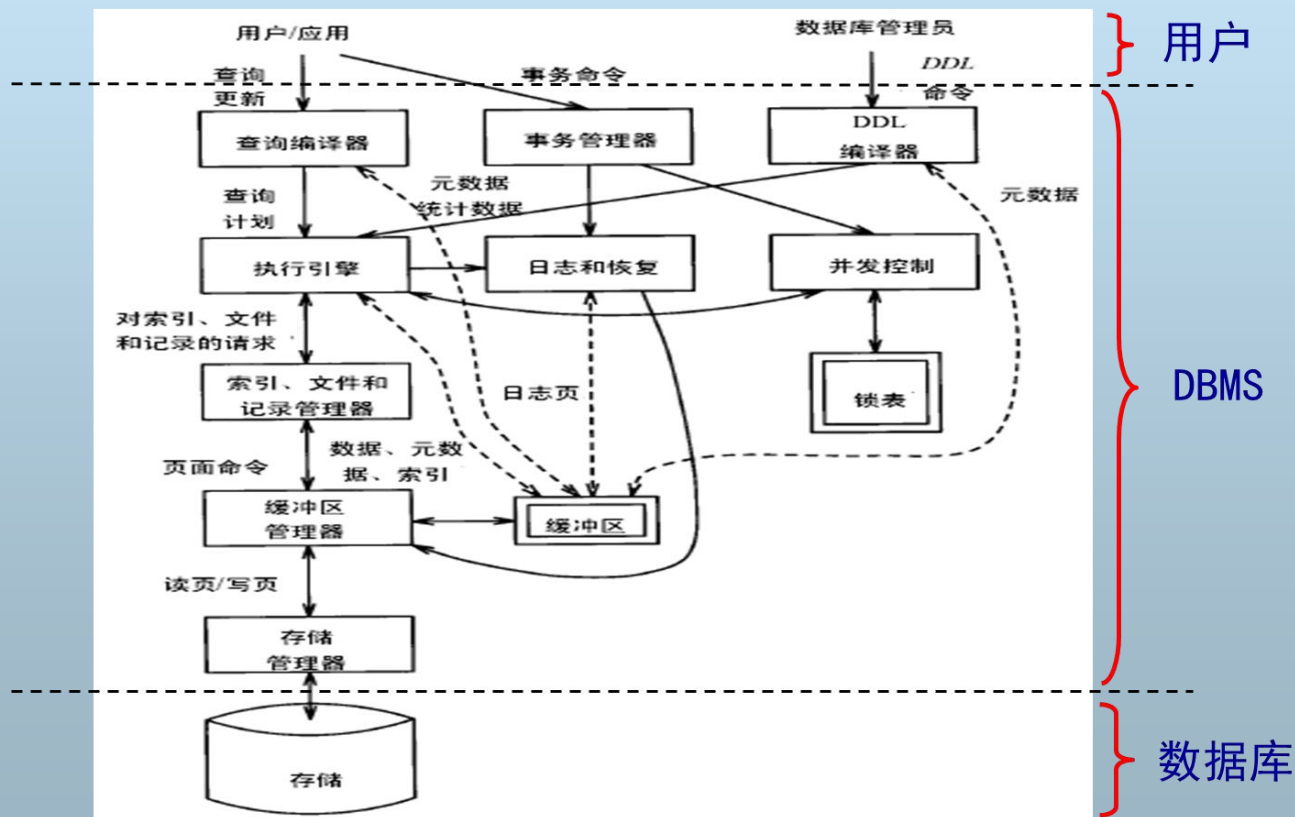 用户/应用
数据库管理员
用户
查询
更新
事务命令
DDL
命令
查询编译器
事务管理器
DDL
编译器
查询
计划
元数据
统计数据
元数据
执行引擎
日志和恢复
并发控制
对索引、文件
和记录的请求
索引、文件和
记录管理器
日志页
锁表
DBMS
页面命令
数据、元数
据、索引
缓冲区
管理器
缓冲区
读页/写页
存储
管理器
存储
数据库